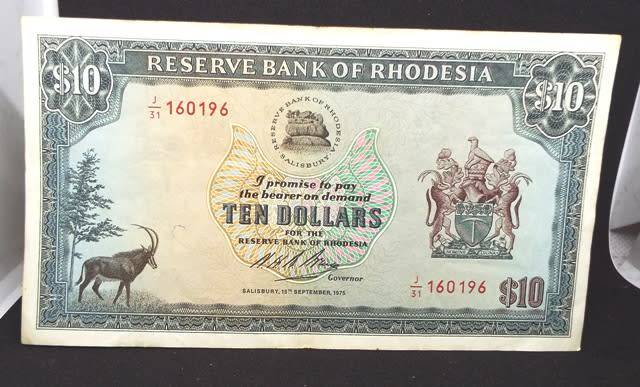 RESERVE BANK OF RHODESIA
$10
$10
J/31 160196
RESERVE BANK OF RHODESIA
SALISBURY
I promise to pay
the bearer on demand
TEN DOLLARS
FOR THE
RESERVE BANK OF RHODESIA
Governor
SALISBURY, 15TH SEPTEMBER, 1975
J/31 160196
$10